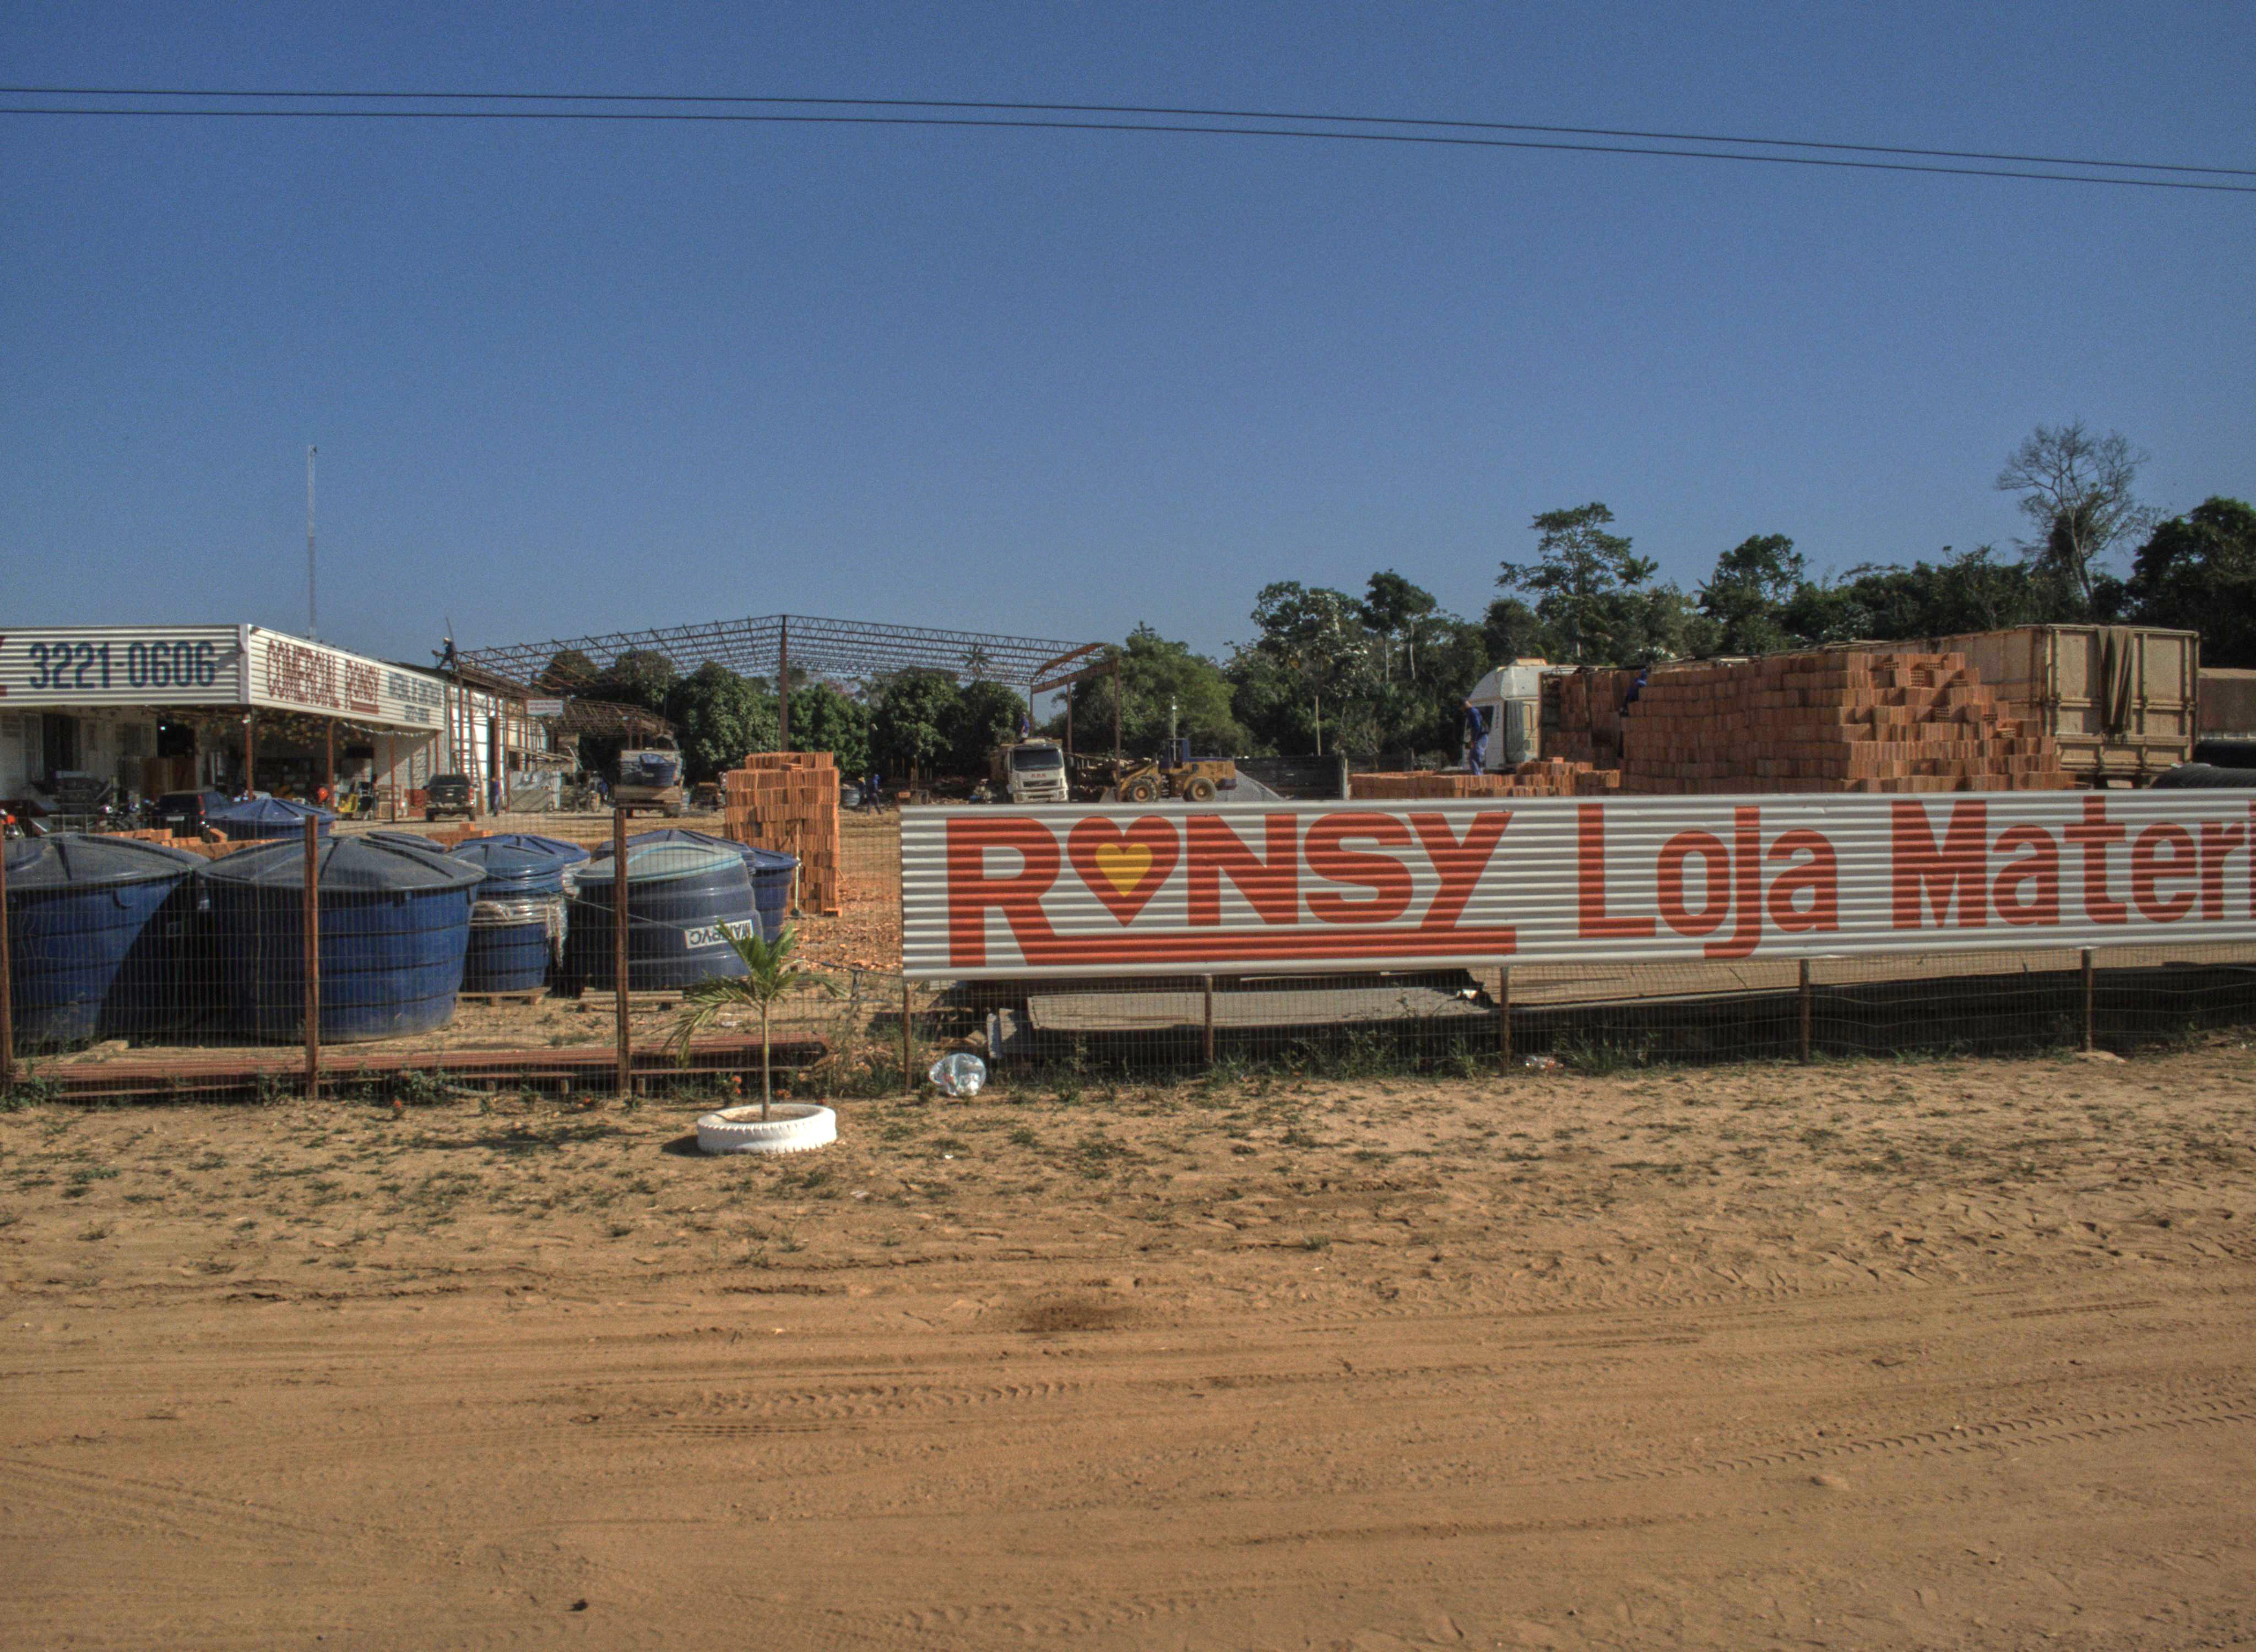 3221-0606
COMERCIAL RONSY
RONSY Loja Materi